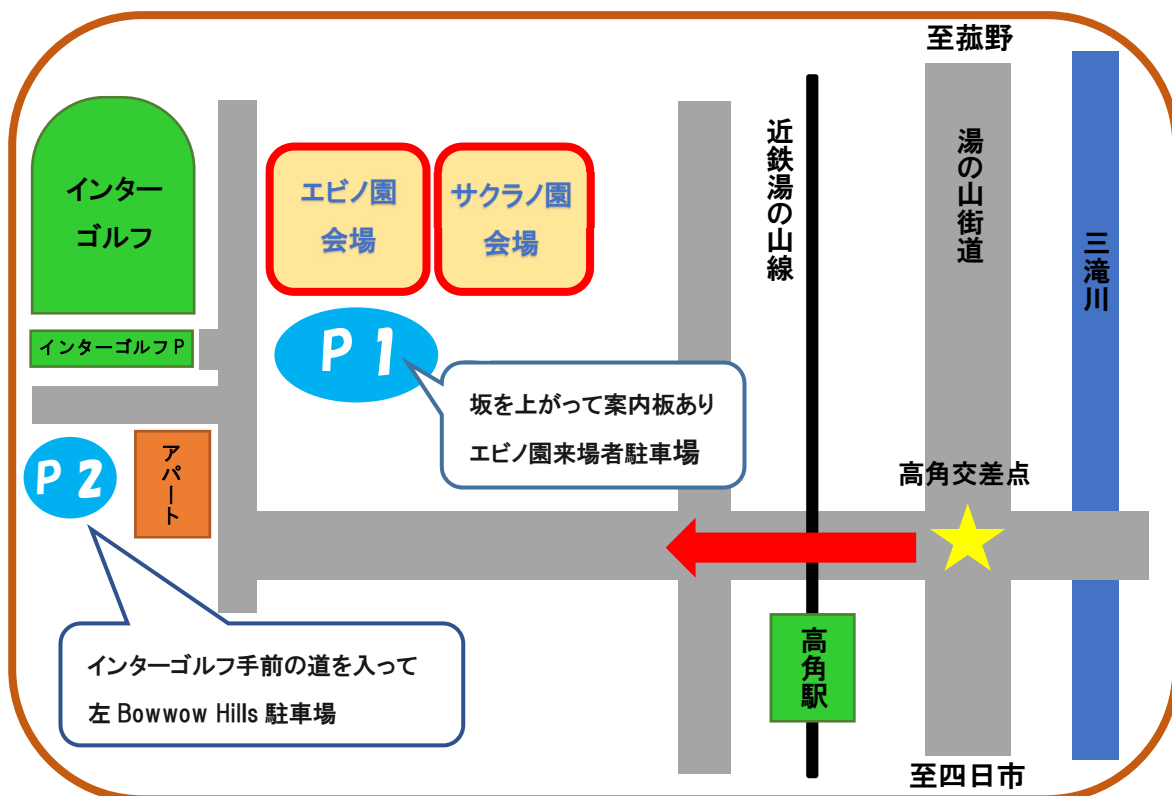 至菰野
インター
ゴルフ
エビノ園
会場
サクラノ園
会場
近鉄湯の山線
湯の山街道
三滝川
インターゴルフP
P 1
坂を上がって案内板あり
エビノ園来場者駐車場
P 2
アパート
高角交差点
インターゴルフ手前の道を入って
左 Bowwow Hills 駐車場
高角駅
至四日市